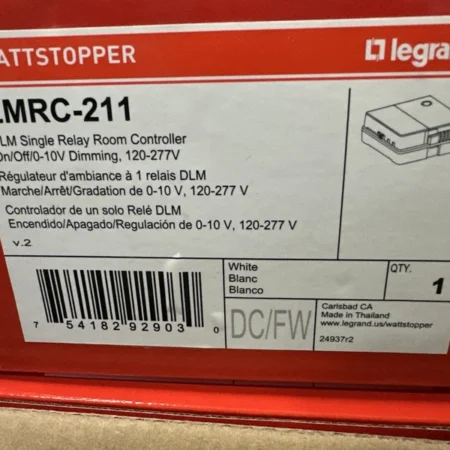 ATTSTOPPER
legran
LMRC-211
DLM Single Relay Room Controller
On/Off/0-10V Dimming, 120-277V
Régulateur d'ambiance à 1 relais DLM
Marche/Arrêt/Gradation de 0-10 V, 120-277 V
Controlador de un solo Relé DLM
Encendido/Apagado/Regulación de 0-10 V, 120-277 V
v.2
White
Blanc
Blanco
QTY.
1
7 54182 92903 0
DC/FW
Carlsbad CA
Made in Thailand
www.legrand.us/wattstopper
24937r2